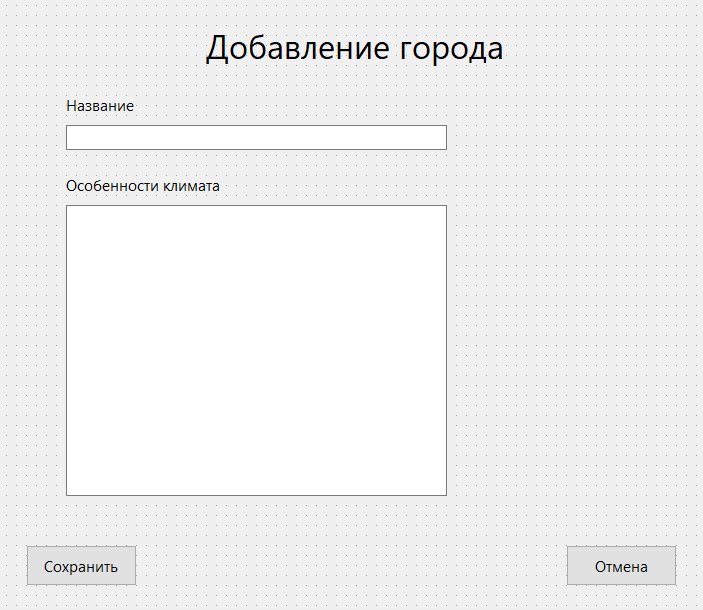 Добавление города
Название
Особенности климата
Сохранить
Отмена